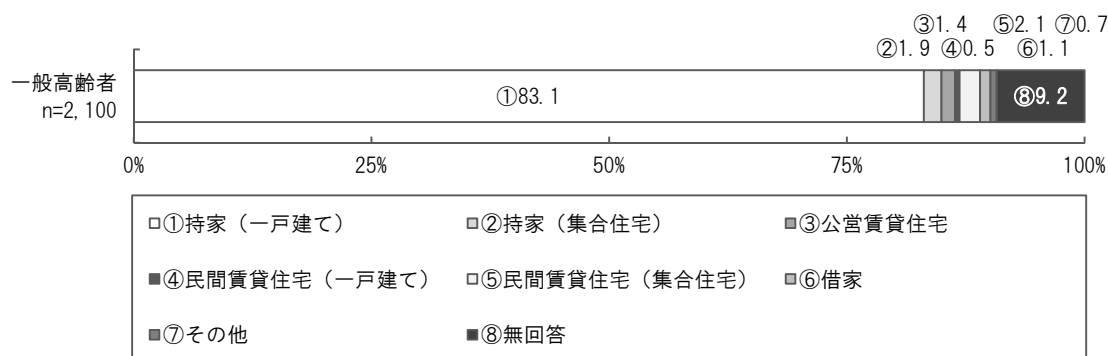 ③1.4 ⑤2.1 ⑦0.7
②1.9 ④0.5 ⑥1.1
一般高齢者
n=2,100
①83.1 ⑧9.2
0% 25% 50% 75% 100%
①持家（一戸建て） ②持家（集合住宅） ③公営賃貸住宅
④民間賃貸住宅（一戸建て） ⑤民間賃貸住宅（集合住宅） ⑥借家
⑦その他 ⑧無回答